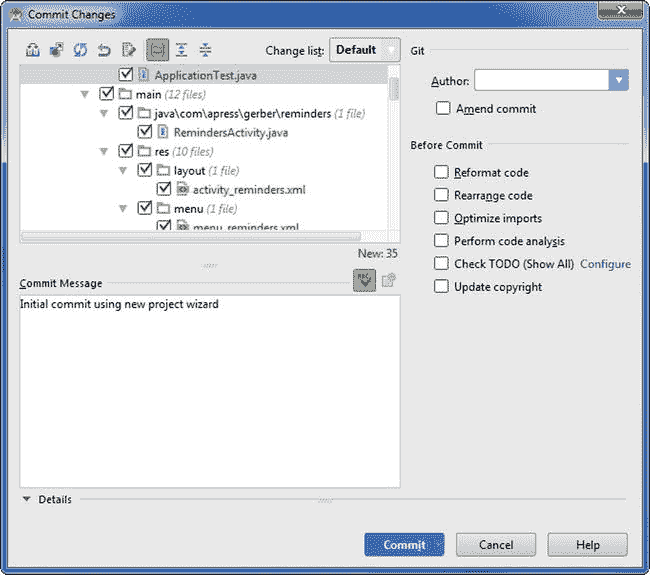 Commit Changes
Change list: Default
ApplicationTest.java
main (12 files)
java\com\apress\gerber\reminders (1 file)
RemindersActivity.java
res (10 files)
layout (1 file)
activity_reminders.xml
menu (1 file)
menu_reminders.xml
New: 35
Commit Message
Initial commit using new project wizard
Git
Author:
Amend commit
Before Commit
Reformat code
Rearrange code
Optimize imports
Perform code analysis
Check TODO (Show All) Configure
Update copyright
Details
Commit
Cancel
Help